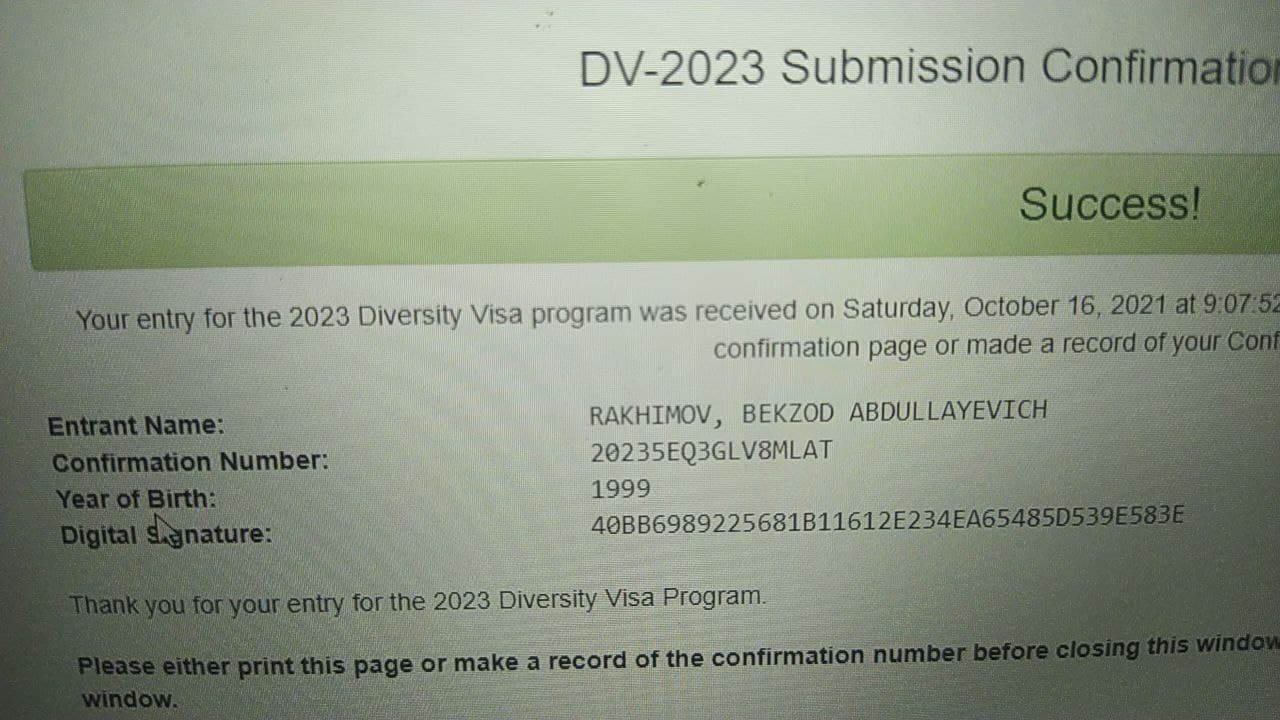 DV-2023 Submission Confirmation
Success!
Your entry for the 2023 Diversity Visa program was received on Saturday, October 16, 2021 at 9:07:52
confirmation page or made a record of your Conf
Entrant Name: RAKHIMOV, BEKZOD ABDULLAYEVICH
Confirmation Number: 20235EQ3GLV8MLAT
Year of Birth: 1999
Digital Signature: 40BB6989225681B11612E234EA65485D539E583E
Thank you for your entry for the 2023 Diversity Visa Program.
Please either print this page or make a record of the confirmation number before closing this window
window.